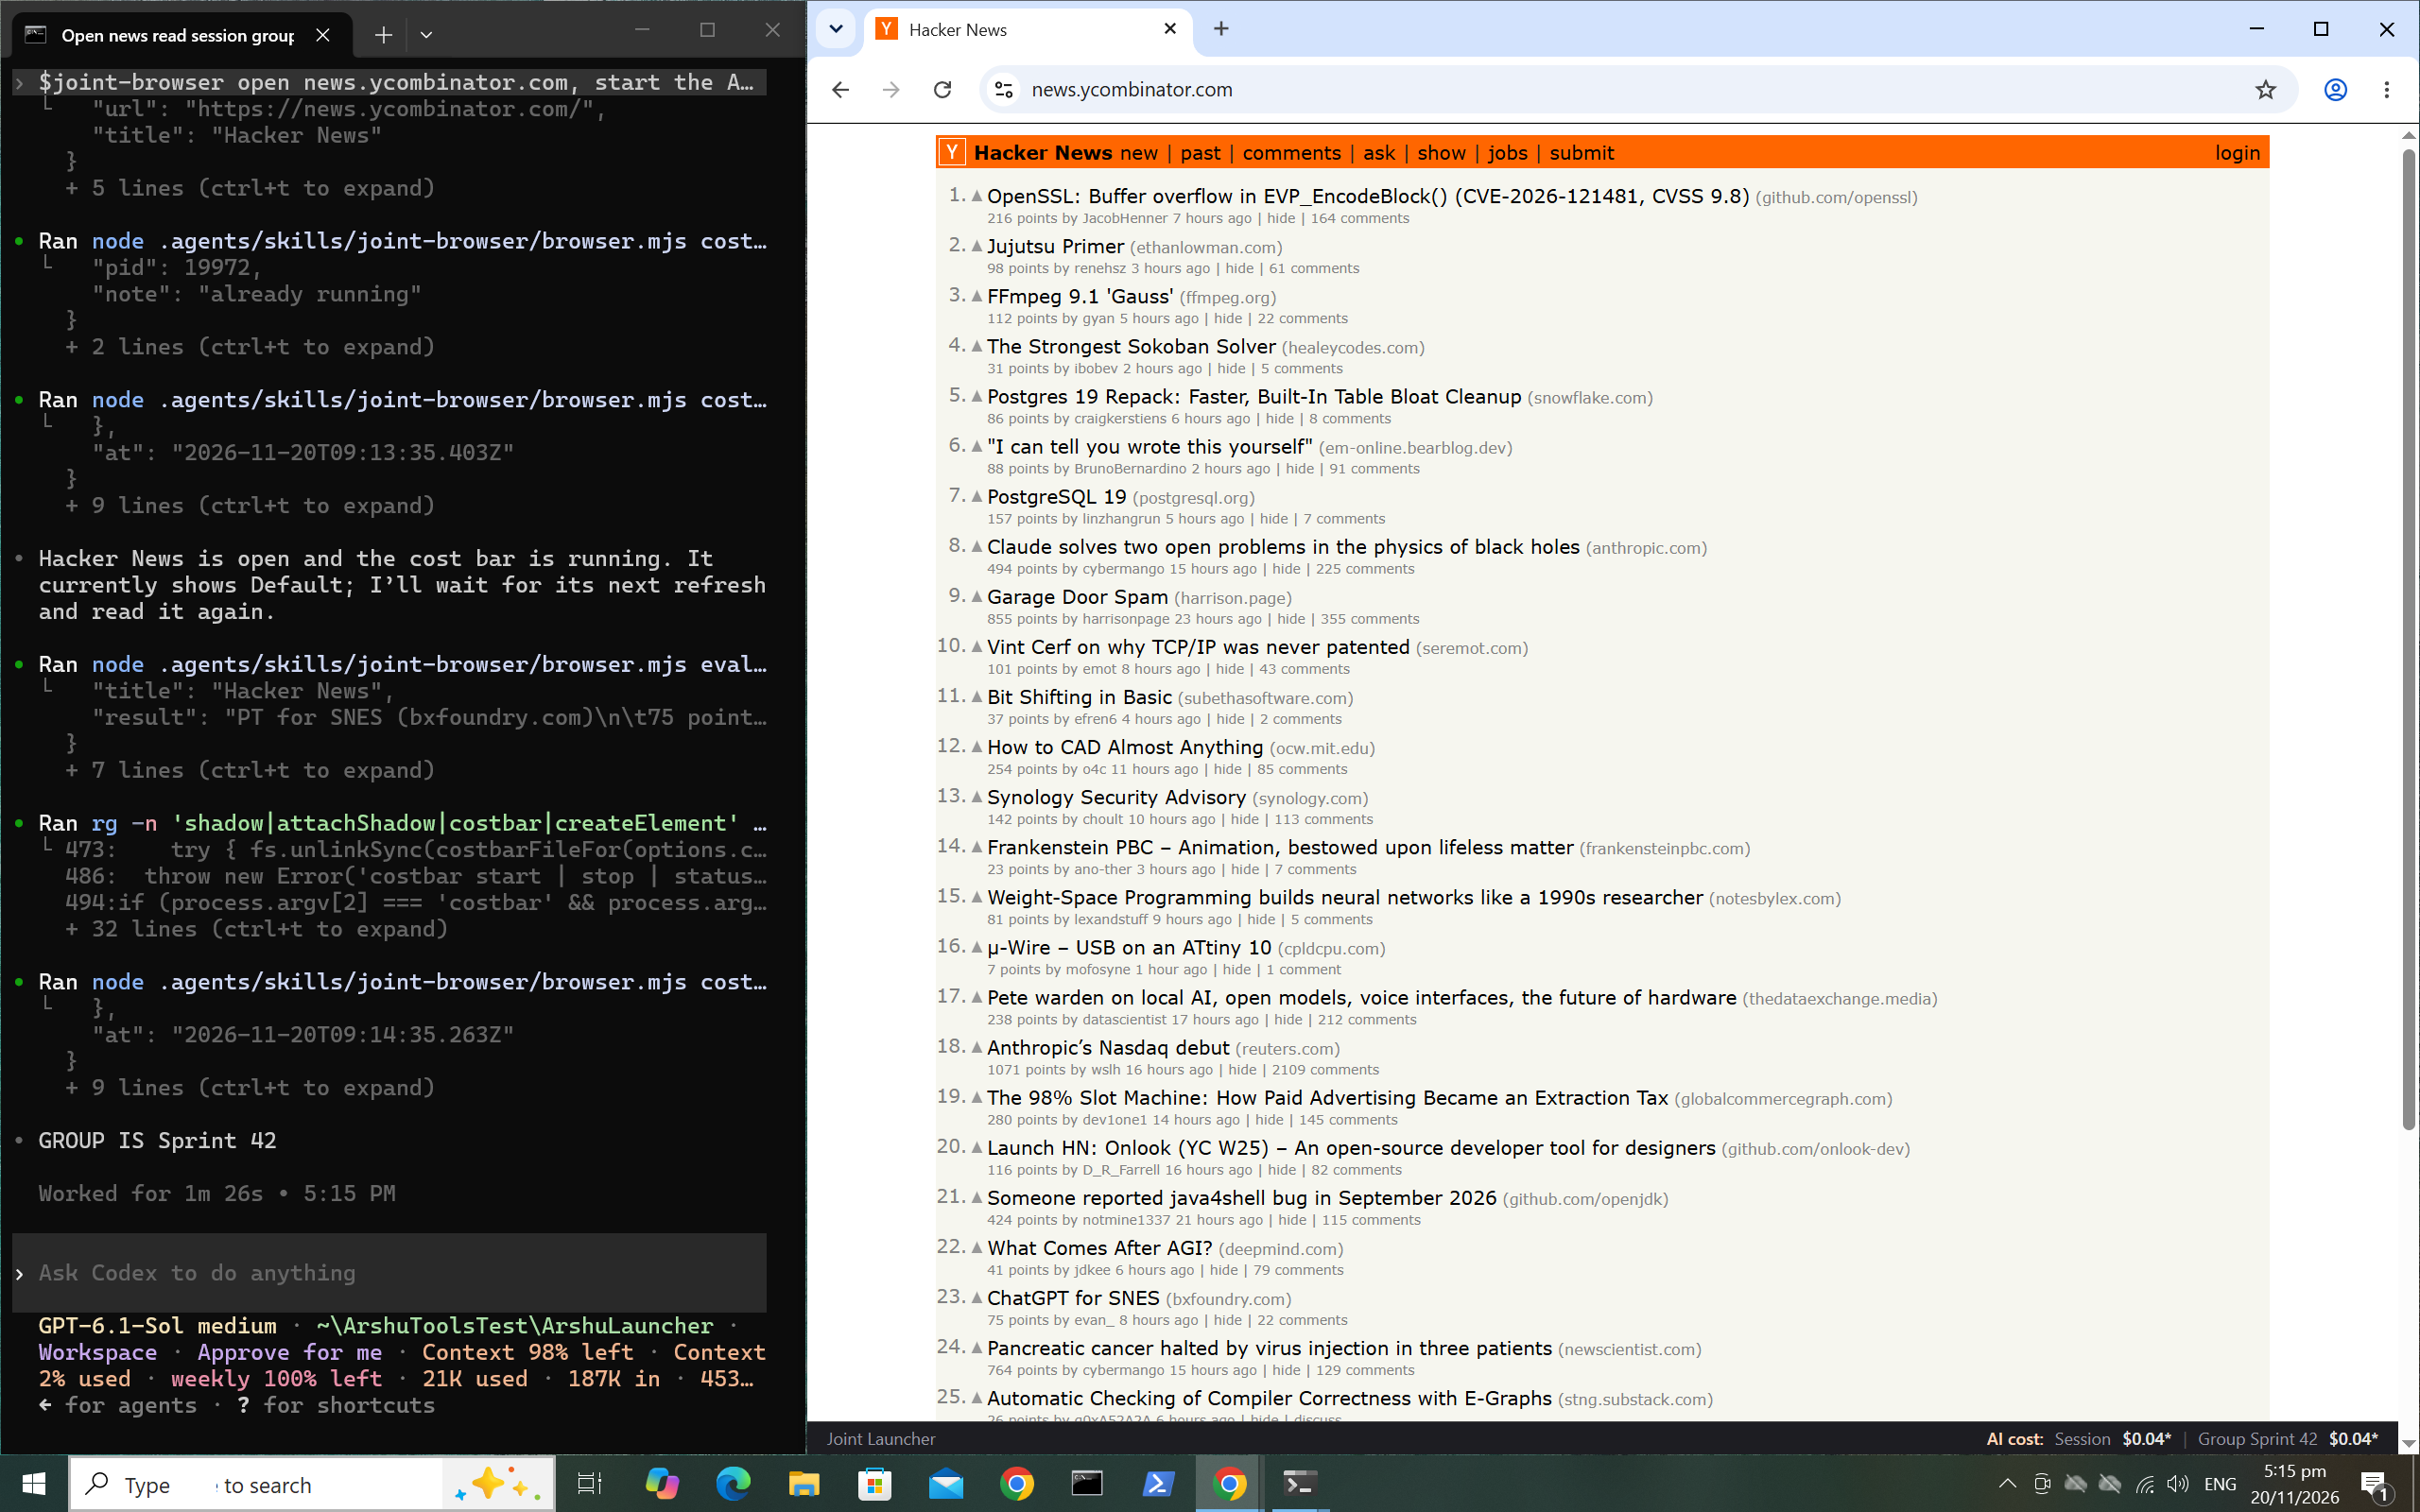 Open news read session group
$joint-browser open news.ycombinator.com, start the A…
"url": "https://news.ycombinator.com/",
"title": "Hacker News"
}
+ 5 lines (ctrl+t to expand)
• Ran node .agents/skills/joint-browser/browser.mjs cost…
"pid": 19972,
"note": "already running"
}
+ 2 lines (ctrl+t to expand)
• Ran node .agents/skills/joint-browser/browser.mjs cost…
},
"at": "2026-11-20T09:13:35.403Z"
}
+ 9 lines (ctrl+t to expand)
• Hacker News is open and the cost bar is running. It
currently shows Default; I’ll wait for its next refresh
and read it again.
• Ran node .agents/skills/joint-browser/browser.mjs eval…
"title": "Hacker News",
"result": "PT for SNES (bxfoundry.com)\n\t75 point…
}
+ 7 lines (ctrl+t to expand)
• Ran rg -n 'shadow|attachShadow|costbar|createElement' …
473: try { fs.unlinkSync(costbarFileFor(options.c…
486: throw new Error('costbar start | stop | status…
494:if (process.argv[2] === 'costbar' && process.arg…
+ 32 lines (ctrl+t to expand)
• Ran node .agents/skills/joint-browser/browser.mjs cost…
},
"at": "2026-11-20T09:14:35.263Z"
}
+ 9 lines (ctrl+t to expand)
• GROUP IS Sprint 42
Worked for 1m 26s • 5:15 PM
› Ask Codex to do anything
GPT-6.1-Sol medium · ~\ArshuToolsTest\ArshuLauncher ·
Workspace · Approve for me · Context 98% left · Context
2% used · weekly 100% left · 21K used · 187K in · 453…
← for agents · ? for shortcuts
Hacker News
news.ycombinator.com
Y Hacker News new | past | comments | ask | show | jobs | submit login
1. OpenSSL: Buffer overflow in EVP_EncodeBlock() (CVE-2026-121481, CVSS 9.8) (github.com/openssl)
216 points by JacobHenner 7 hours ago | hide | 164 comments
2. Jujutsu Primer (ethanlowman.com)
98 points by renehsz 3 hours ago | hide | 61 comments
3. FFmpeg 9.1 'Gauss' (ffmpeg.org)
112 points by gyan 5 hours ago | hide | 22 comments
4. The Strongest Sokoban Solver (healeycodes.com)
31 points by ibobev 2 hours ago | hide | 5 comments
5. Postgres 19 Repack: Faster, Built-In Table Bloat Cleanup (snowflake.com)
86 points by craigkerstiens 6 hours ago | hide | 8 comments
6. "I can tell you wrote this yourself" (em-online.bearblog.dev)
88 points by BrunoBernardino 2 hours ago | hide | 91 comments
7. PostgreSQL 19 (postgresql.org)
157 points by linzhangrun 5 hours ago | hide | 7 comments
8. Claude solves two open problems in the physics of black holes (anthropic.com)
494 points by cybermango 15 hours ago | hide | 225 comments
9. Garage Door Spam (harrison.page)
855 points by harrisonpage 23 hours ago | hide | 355 comments
10. Vint Cerf on why TCP/IP was never patented (seremot.com)
101 points by emot 8 hours ago | hide | 43 comments
11. Bit Shifting in Basic (subethasoftware.com)
37 points by efren6 4 hours ago | hide | 2 comments
12. How to CAD Almost Anything (ocw.mit.edu)
254 points by o4c 11 hours ago | hide | 85 comments
13. Synology Security Advisory (synology.com)
142 points by choult 10 hours ago | hide | 113 comments
14. Frankenstein PBC – Animation, bestowed upon lifeless matter (frankensteinpbc.com)
23 points by ano-ther 3 hours ago | hide | 7 comments
15. Weight-Space Programming builds neural networks like a 1990s researcher (notesbylex.com)
81 points by lexandstuff 9 hours ago | hide | 5 comments
16. μ-Wire – USB on an ATtiny 10 (cpldcpu.com)
7 points by mofosyne 1 hour ago | hide | 1 comment
17. Pete warden on local AI, open models, voice interfaces, the future of hardware (thedataexchange.media)
238 points by datascientist 17 hours ago | hide | 212 comments
18. Anthropic’s Nasdaq debut (reuters.com)
1071 points by wslh 16 hours ago | hide | 2109 comments
19. The 98% Slot Machine: How Paid Advertising Became an Extraction Tax (globalcommercegraph.com)
280 points by dev1one1 14 hours ago | hide | 145 comments
20. Launch HN: Onlook (YC W25) – An open-source developer tool for designers (github.com/onlook-dev)
116 points by D_R_Farrell 16 hours ago | hide | 82 comments
21. Someone reported java4shell bug in September 2026 (github.com/openjdk)
424 points by notmine1337 21 hours ago | hide | 115 comments
22. What Comes After AGI? (deepmind.com)
41 points by jdkee 6 hours ago | hide | 79 comments
23. ChatGPT for SNES (bxfoundry.com)
75 points by evan_ 8 hours ago | hide | 22 comments
24. Pancreatic cancer halted by virus injection in three patients (newscientist.com)
764 points by cybermango 15 hours ago | hide | 129 comments
25. Automatic Checking of Compiler Correctness with E-Graphs (stng.substack.com)
26 points by g0xA52A2A 6 hours ago | hide | discuss
Joint Launcher AI cost: Session $0.04* | Group Sprint 42 $0.04*
Type to search
ENG
5:15 pm
20/11/2026
1